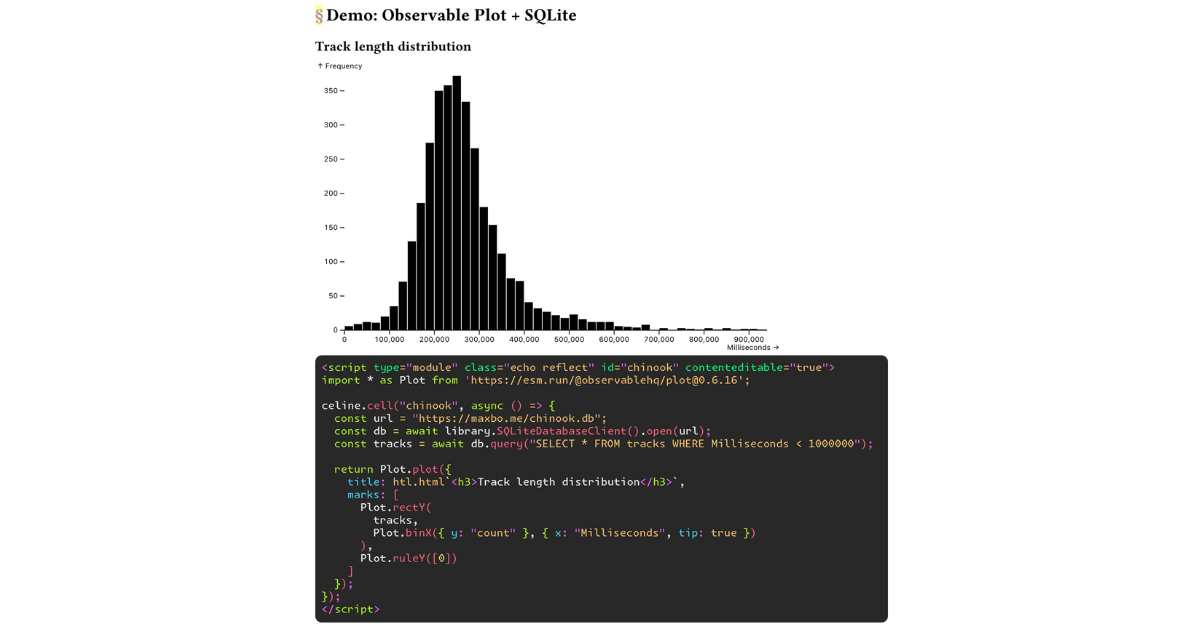 § Demo: Observable Plot + SQLite
Track length distribution
↑ Frequency
350
300
250
200
150
100
50
0
0 100,000 200,000 300,000 400,000 500,000 600,000 700,000 800,000 900,000
Milliseconds →
<script type="module" class="echo reflect" id="chinook" contenteditable="true">
import * as Plot from 'https://esm.run/@observablehq/plot@0.6.16';
celine.cell("chinook", async () => {
  const url = "https://maxbo.me/chinook.db";
  const db = await library.SQLiteDatabaseClient().open(url);
  const tracks = await db.query("SELECT * FROM tracks WHERE Milliseconds < 1000000");
  return Plot.plot({
    title: htl.html`<h3>Track length distribution</h3>`,
    marks: [
      Plot.rectY(
        tracks,
        Plot.binX({ y: "count" }, { x: "Milliseconds", tip: true })
      ),
      Plot.ruleY([0])
    ]
  });
});
</script>